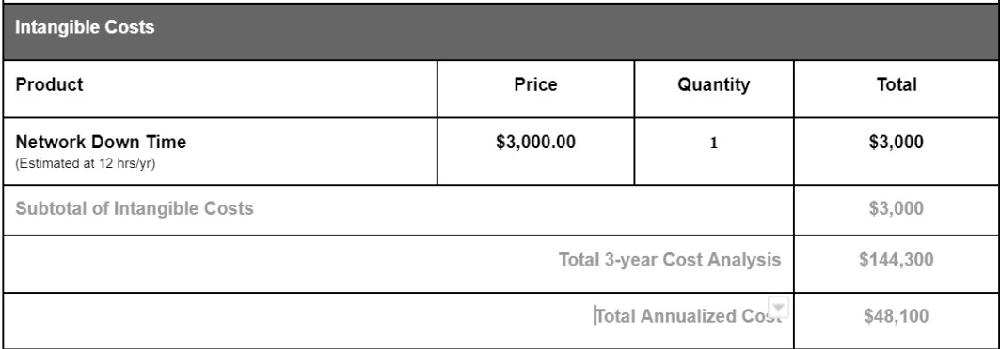 Intangible Costs
Product Price Quantity Total
Network Down Time $3,000.00 1 $3,000
(Estimated at 12 hrs/yr)
Subtotal of Intangible Costs $3,000
Total 3-year Cost Analysis $144,300
Total Annualized Cost $48,100